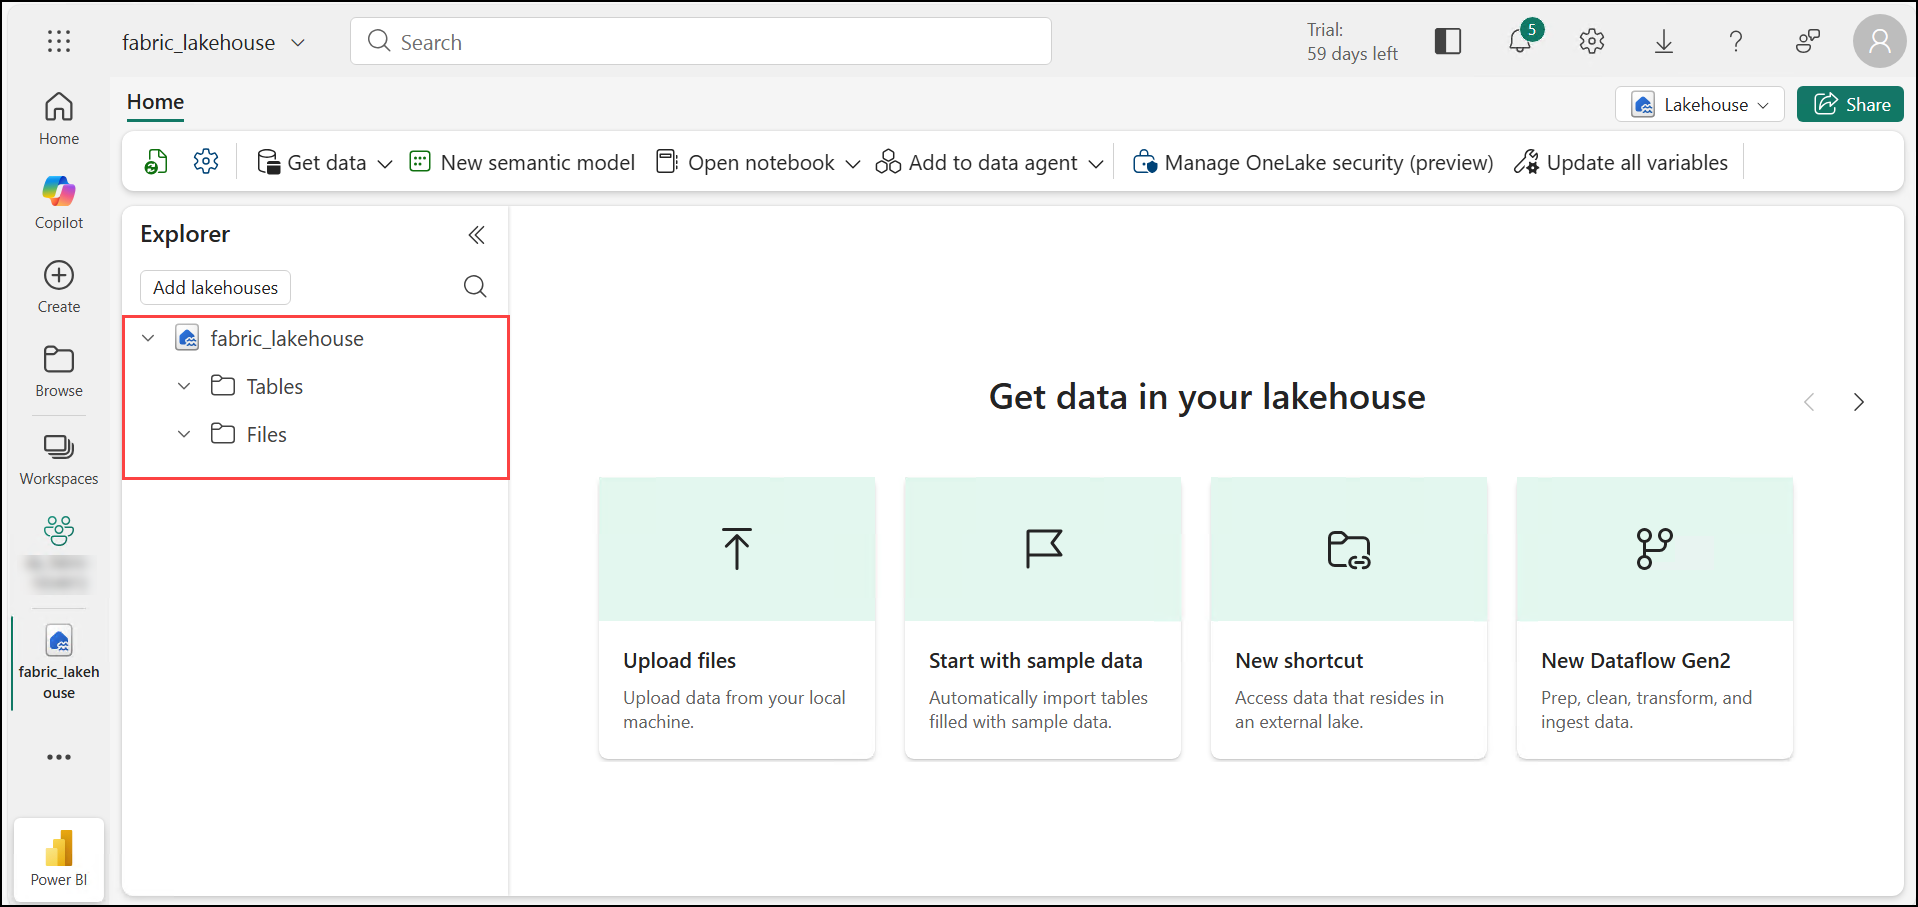 fabric_lakehouse
Search
Trial:
59 days left
5
Home
Copilot
Create
Browse
Workspaces
fabric_lakeh
ouse
Power BI
Home
Lakehouse
Share
Get data
New semantic model
Open notebook
Add to data agent
Manage OneLake security (preview)
Update all variables
Explorer
Add lakehouses
fabric_lakehouse
Tables
Files
Get data in your lakehouse
Upload files
Upload data from your local
machine.
Start with sample data
Automatically import tables
filled with sample data.
New shortcut
Access data that resides in
an external lake.
New Dataflow Gen2
Prep, clean, transform, and
ingest data.